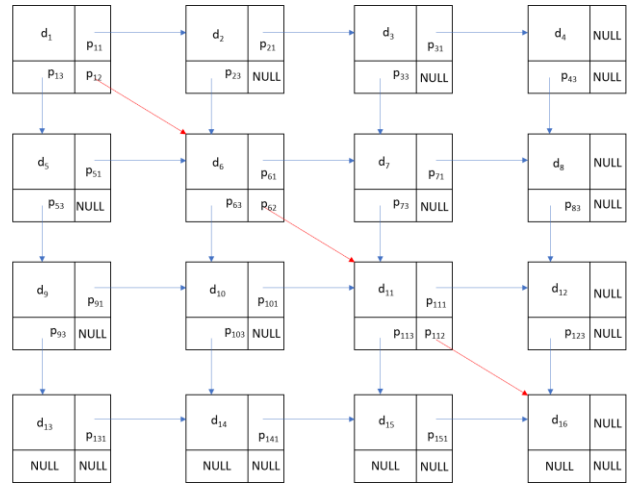 d₁ p₁₁ d₂ p₂₁ d₃ p₃₁ d₄ NULL
p₁₃ p₁₂ p₂₃ NULL p₃₃ NULL p₄₃ NULL
d₅ p₅₁ d₆ p₆₁ d₇ p₇₁ d₈ NULL
p₅₃ NULL p₆₃ p₆₂ p₇₃ NULL p₈₃ NULL
d₉ p₉₁ d₁₀ p₁₀₁ d₁₁ p₁₁₁ d₁₂ NULL
p₉₃ NULL p₁₀₃ NULL p₁₁₃ p₁₁₂ p₁₂₃ NULL
d₁₃ p₁₃₁ d₁₄ p₁₄₁ d₁₅ p₁₅₁ d₁₆ NULL
NULL NULL NULL NULL NULL NULL NULL NULL